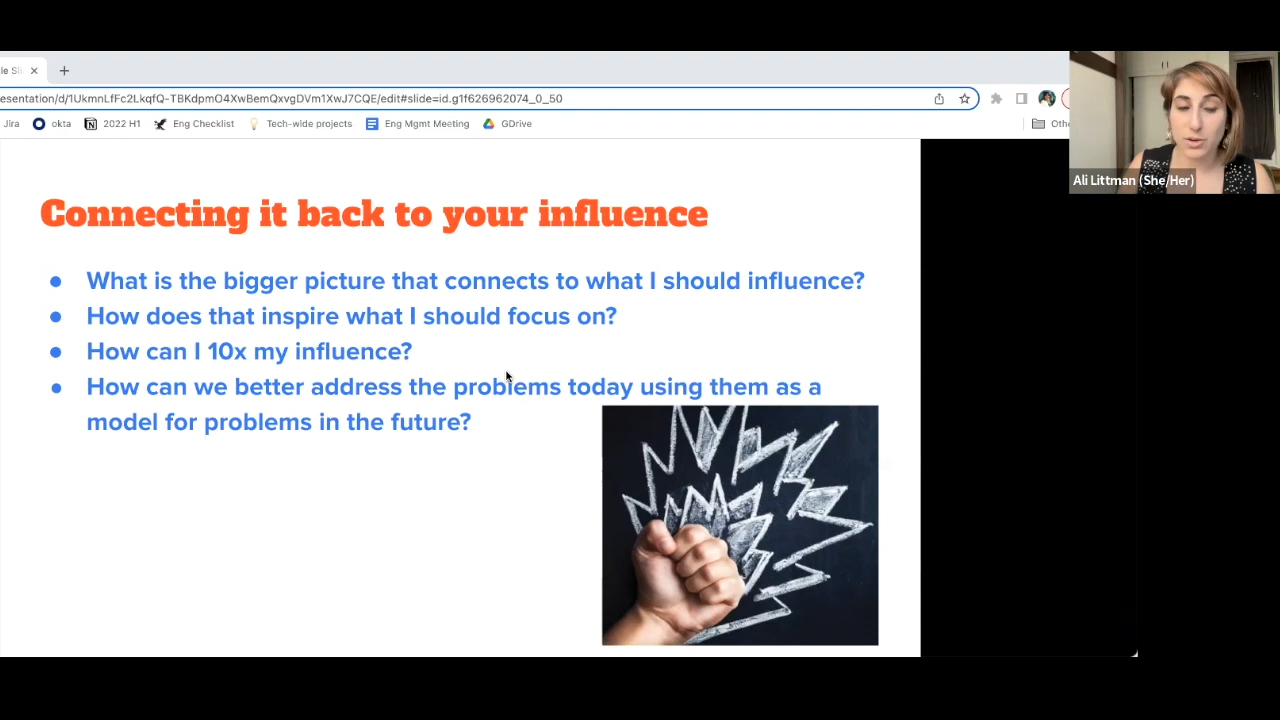 le Sli
esentation/d/1UkmnLfFc2LkqfQ-TBKdpmO4XwBemQxvgDVm1XwJ7CQE/edit#slide=id.g1f626962074_0_50
Jira okta 2022 H1 Eng Checklist Tech-wide projects Eng Mgmt Meeting GDrive Othe
Ali Littman (She/Her)
Connecting it back to your influence
● What is the bigger picture that connects to what I should influence?
● How does that inspire what I should focus on?
● How can I 10x my influence?
● How can we better address the problems today using them as a
model for problems in the future?